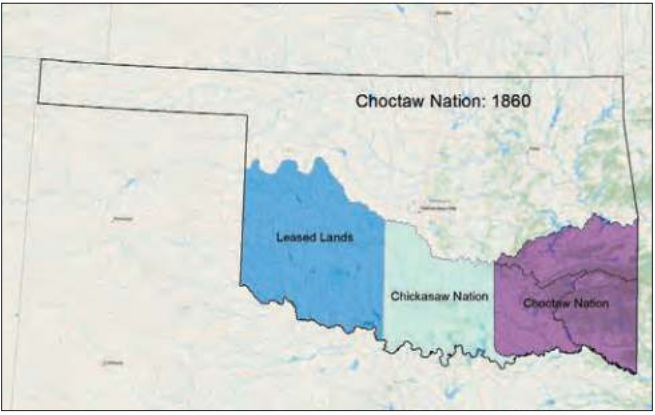 Choctaw Nation: 1860
Leased Lands
Chickasaw Nation
Choctaw Nation